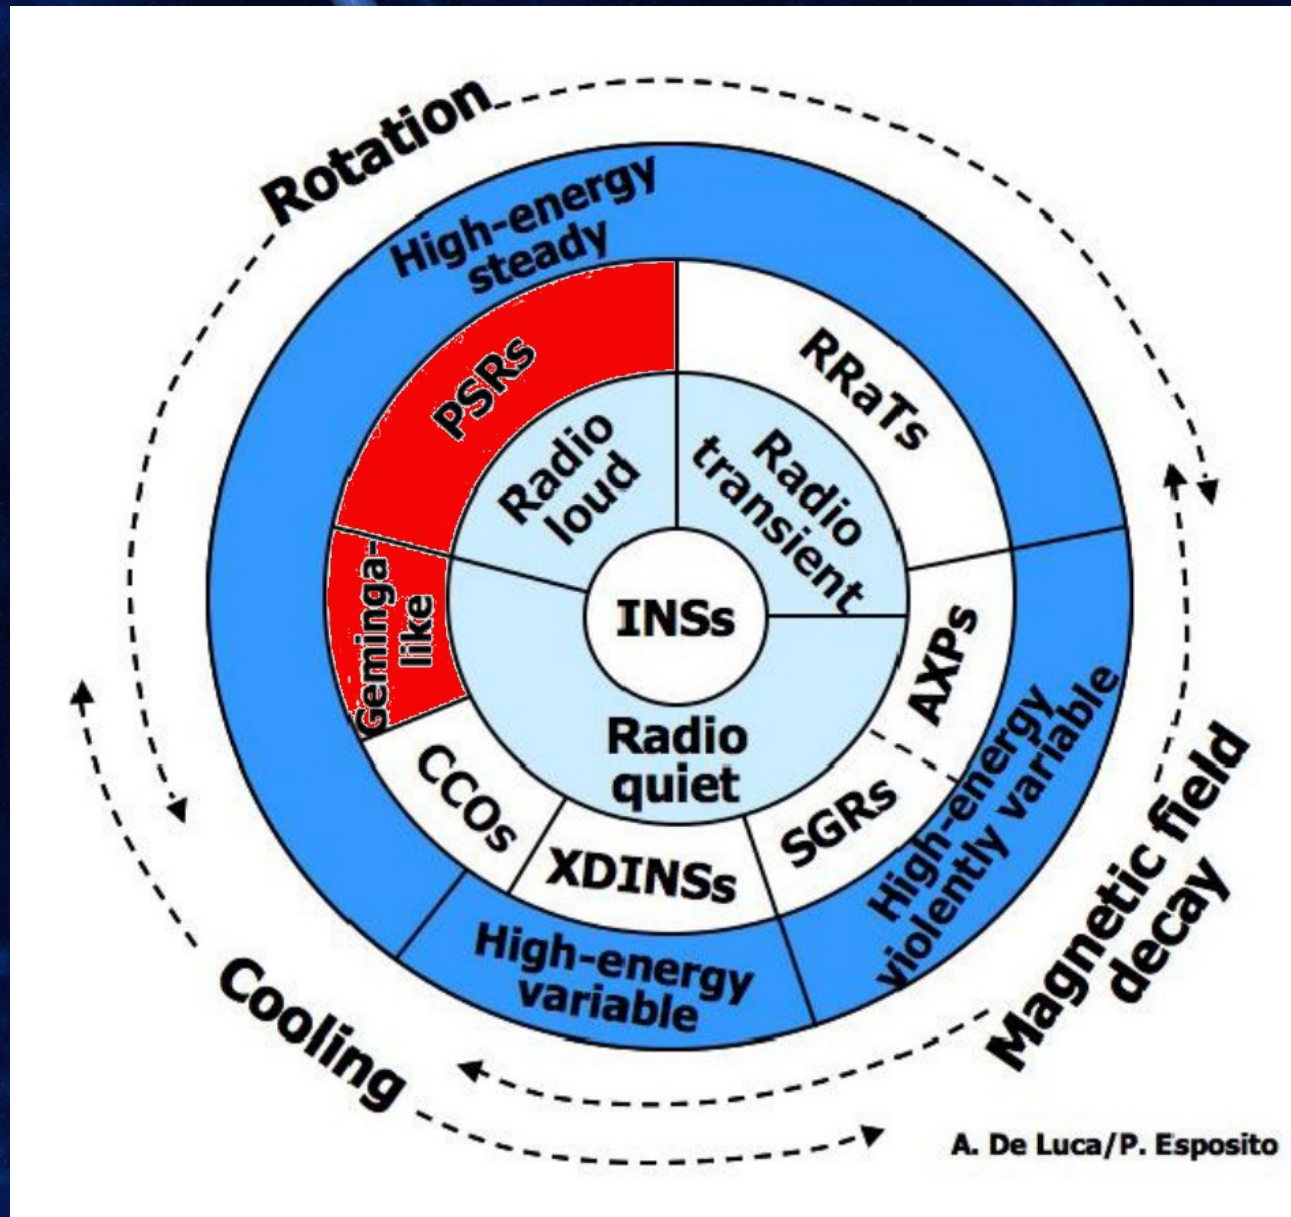 Rotation
High-energy
steady
PSRs
RRaTs
Radio
loud
Radio
transient
Geminga-
like
INSs
AXPs
Radio
quiet
CCOs
XDINSs
SGRs
High-energy
violently variable
High-energy
variable
Magnetic field
decay
Cooling
A. De Luca/P. Esposito